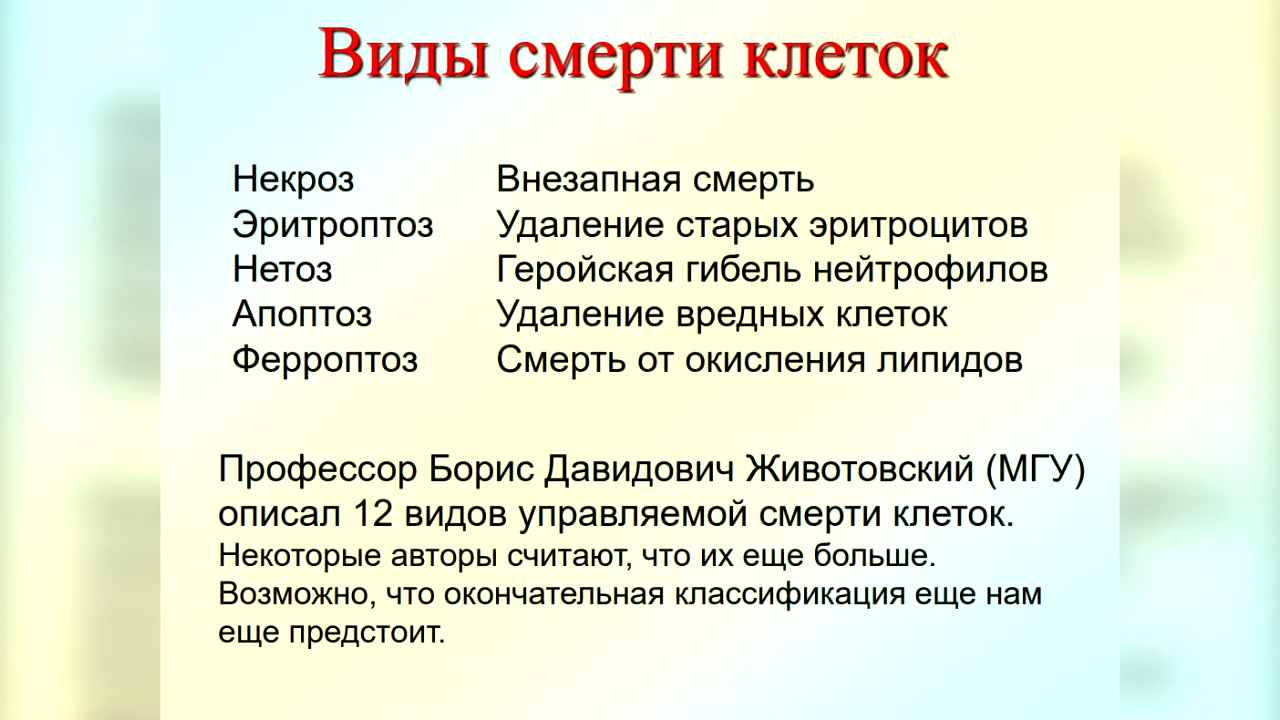 Виды смерти клеток
Некроз Внезапная смерть
Эритроптоз Удаление старых эритроцитов
Нетоз Геройская гибель нейтрофилов
Апоптоз Удаление вредных клеток
Ферроптоз Смерть от окисления липидов
Профессор Борис Давидович Животовский (МГУ)
описал 12 видов управляемой смерти клеток.
Некоторые авторы считают, что их еще больше.
Возможно, что окончательная классификация еще нам
еще предстоит.